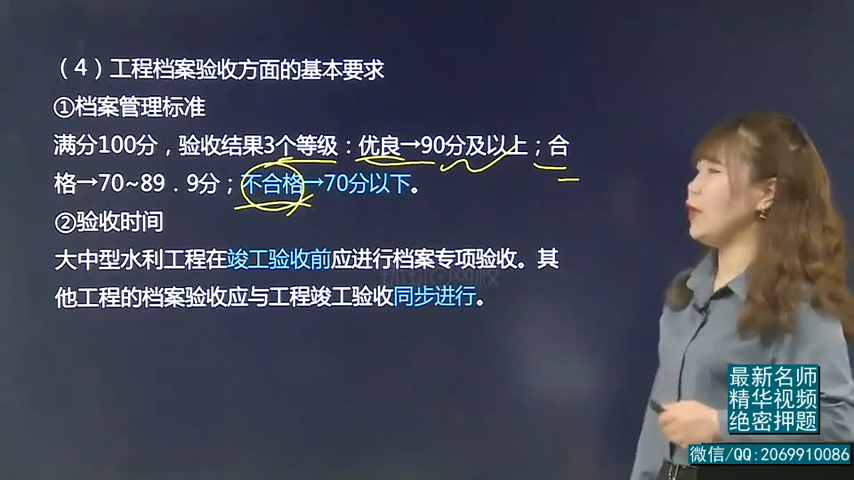 （4）工程档案验收方面的基本要求
①档案管理标准
满分100分，验收结果3个等级：优良→90分及以上；合
格→70~89．9分；不合格→70分以下。
②验收时间
大中型水利工程在竣工验收前应进行档案专项验收。其
他工程的档案验收应与工程竣工验收同步进行。
最新名师
精华视频
绝密押题
微信/QQ:2069910086